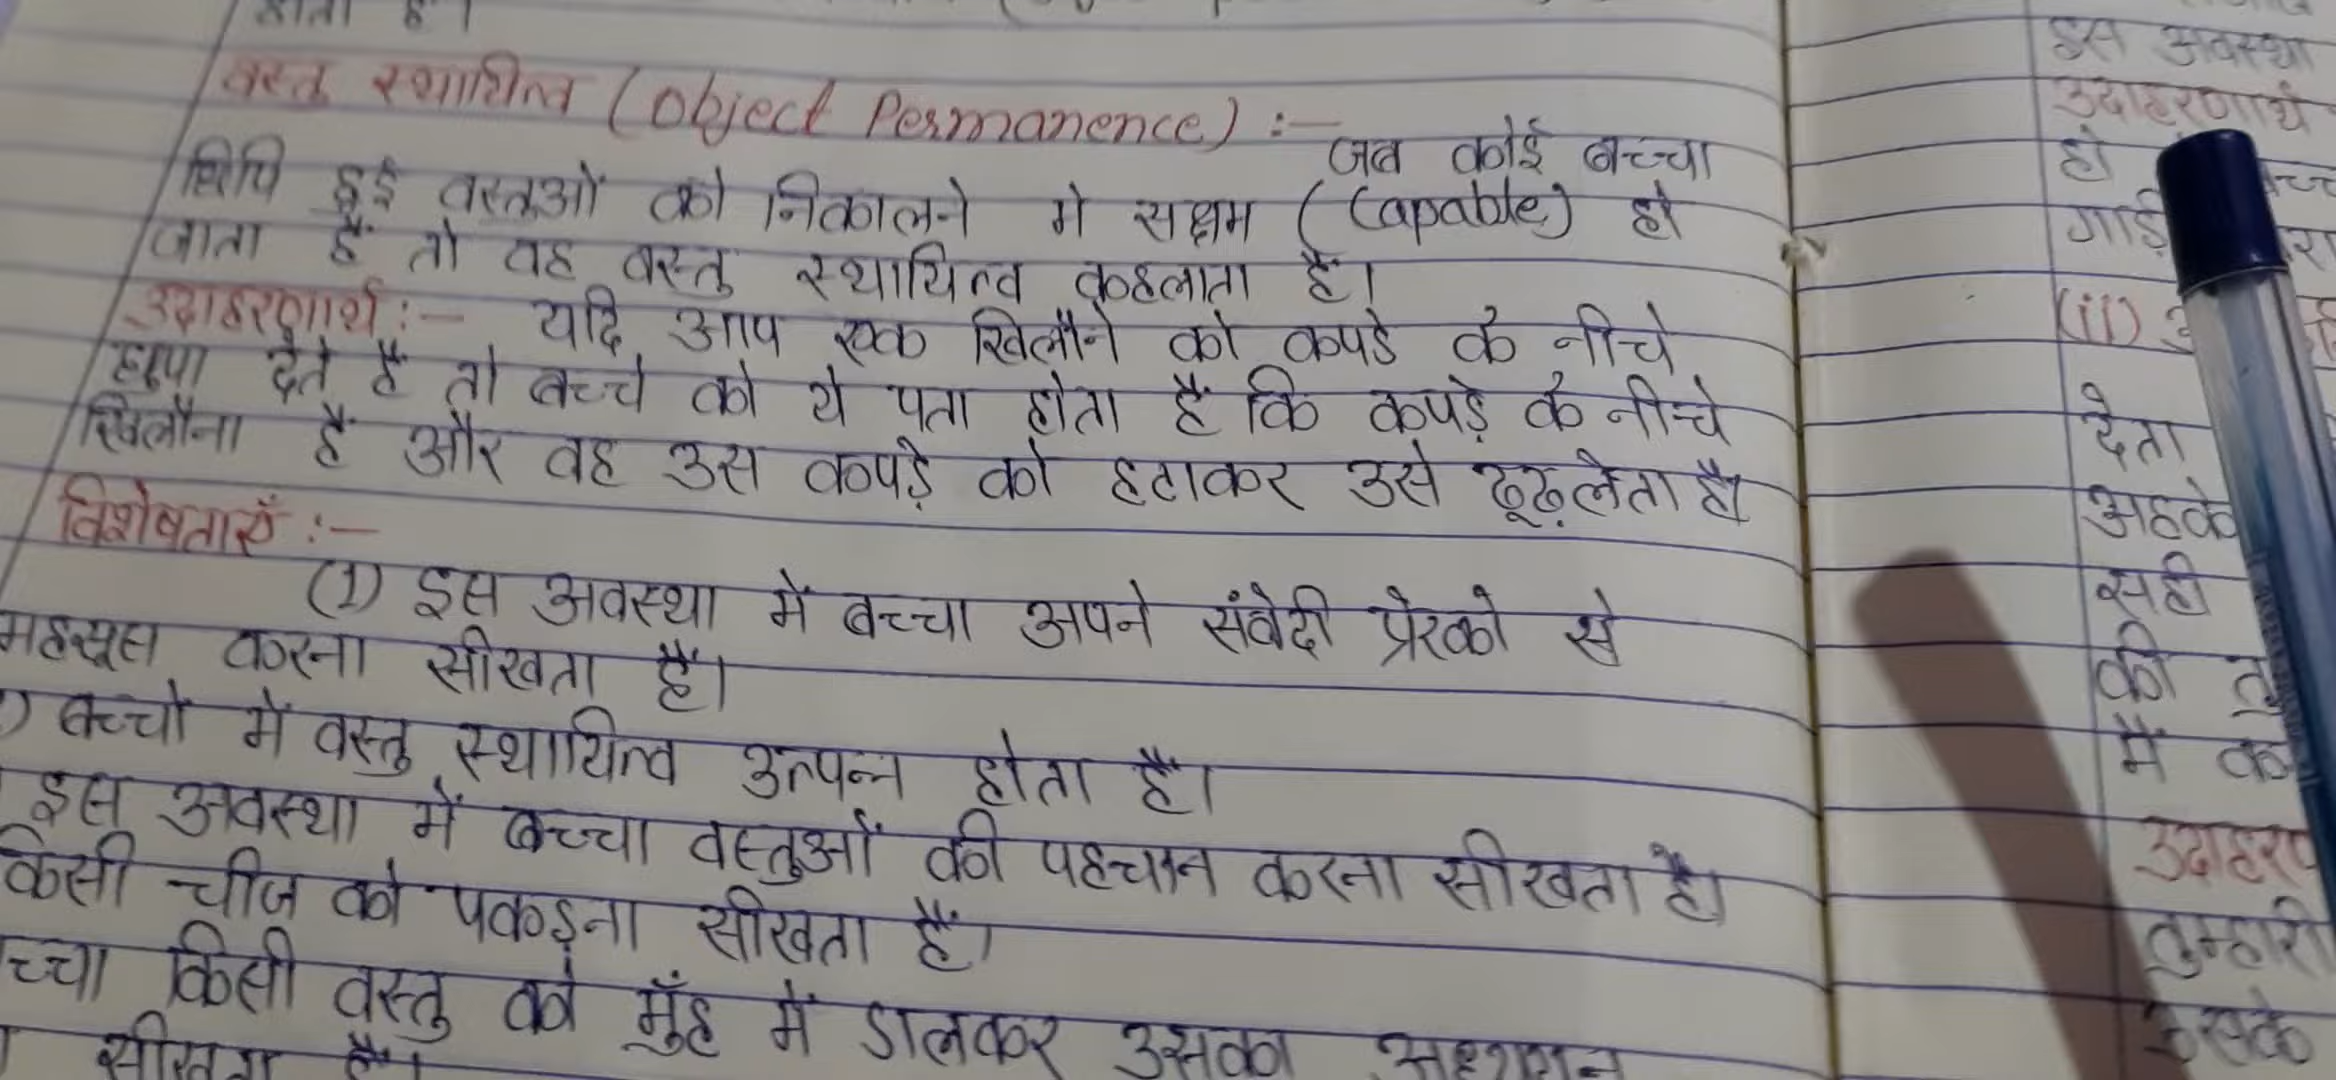 होता है।
वस्तु स्थायित्व (Object Permanence) :-
जब कोई बच्चा
छिपि हुई वस्तुओं को निकालने मे सक्षम (Capable) हो
जाता है तो वह वस्तु स्थायित्व कहलाता है।
उदाहरणार्थ :- यदि आप एक खिलौने को कपडे के नीचे
छुपा देते है तो बच्चे को ये पता होता है कि कपड़े के नीचे
खिलौना है और वह उस कपड़े को हटाकर उसे ढूढ़लेता है।
विशेषताएँ :-
(1) इस अवस्था में बच्चा अपने संवेदी प्रेरको से
महसूस करना सीखता है।
बच्चो में वस्तु स्थायित्व उत्पन्न होता है।
इस अवस्था में बच्चा वस्तुओं की पहचान करना सीखता है।
किसी चीज को पकड़ना सीखता है।
च्चा किसी वस्तु को मुँह में डालकर उसका
सीखता है।
इस अवस्था
उदाहरणार्थ
हो
गाड़ी
(ii)
देता
सही
की
में
उदाहरण
तुम्हारी
उसके